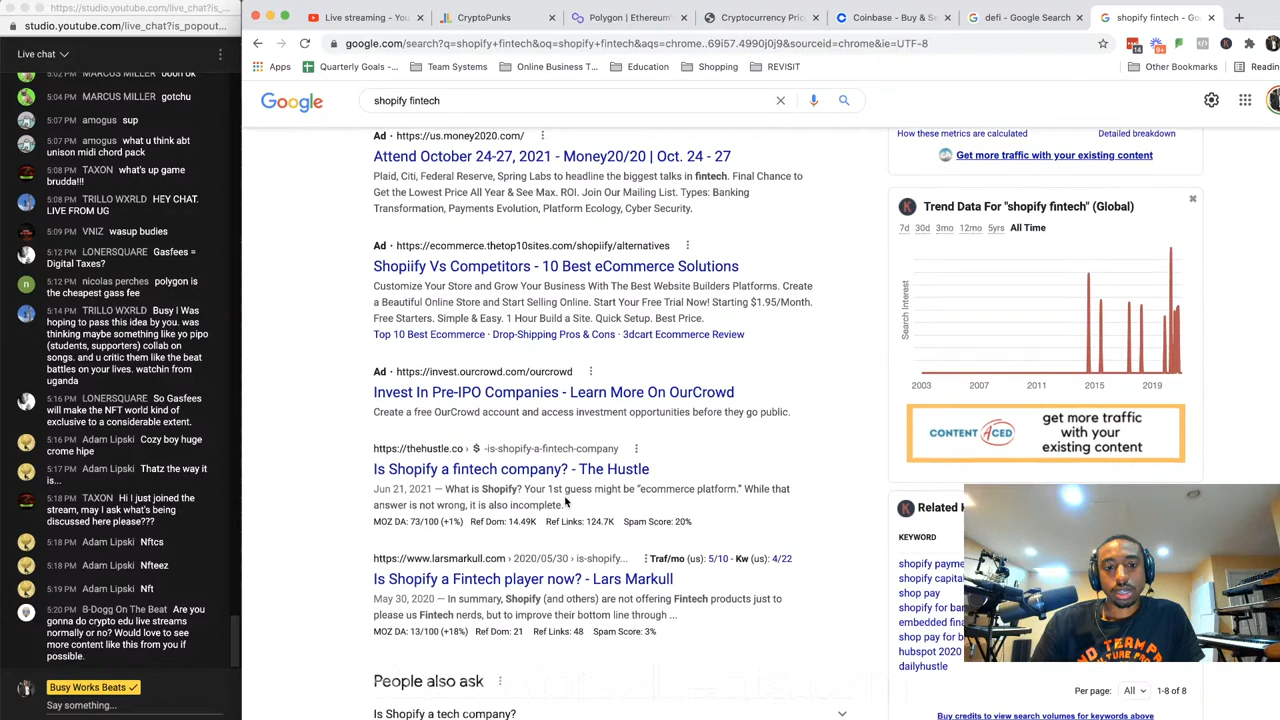 https://studio.youtube.com/live_chat?is_popout...
studio.youtube.com/live_chat?is_popout...
Live chat
5:02 PM MARCUS MILLER
5:04 PM MARCUS MILLER gotchu
5:07 PM amogus sup
5:07 PM amogus what u think abt
unison midi chord pack
5:08 PM TAXON what's up game
brudda!!!
5:08 PM TRILLO WXRLD HEY CHAT.
LIVE FROM UG
5:09 PM VNIZ wasup budies
5:12 PM LONERSQUARE Gasfees =
Digital Taxes?
5:12 PM nicolas perches polygon is
the cheapest gass fee
5:14 PM TRILLO WXRLD Busy I Was
hoping to pass this idea by you. was
thinking maybe something like yo pipo
(students, supporters) collab on
songs. and u critic them like the beat
battles on your lives. watchin from
uganda
5:16 PM LONERSQUARE So Gasfees
will make the NFT world kind of
exclusive to a considerable extent.
5:16 PM Adam Lipski Cozy boy huge
crome hipe
5:17 PM Adam Lipski Thatz the way it
is...
5:18 PM TAXON Hi I just joined the
stream, may I ask what's being
discussed here please???
5:18 PM Adam Lipski Nftcs
5:18 PM Adam Lipski Nfteez
5:19 PM Adam Lipski Nft
5:20 PM 8-Dogg On The Beat Are you
gonna do crypto edu live streams
normally or no? Would love to see
more content like this from you if
possible.
Busy Works Beats ✓
Say something...
Live streaming - You
CryptoPunks
Polygon | Ethereum'
Cryptocurrency Pric
Coinbase - Buy & Se
defi - Google Search
shopify fintech - Go
google.com/search?q=shopify+fintech&oq=shopify+fintech&aqs=chrome..69i57.4990j0j9&sourceid=chrome&ie=UTF-8
Apps
Quarterly Goals -...
Team Systems
Online Business T...
Education
Shopping
REVISIT
Other Bookmarks
Readin
Google
shopify fintech
Ad · https://us.money2020.com/
Attend October 24-27, 2021 - Money20/20 | Oct. 24 - 27
Plaid, Citi, Federal Reserve, Spring Labs to headline the biggest talks in fintech. Final Chance to
Get the Lowest Price All Year & See Max. ROI. Join Our Mailing List. Types: Banking
Transformation, Payments Evolution, Platform Ecology, Cyber Security.
Ad · https://ecommerce.thetop10sites.com/shopiify/alternatives
Shopiify Vs Competitors - 10 Best eCommerce Solutions
Customize Your Store and Grow Your Business With The Best Website Builders Platforms. Create
a Beautiful Online Store and Start Selling Online. Start Your Free Trial Now! Starting $1.95/Month.
Free Courses. Simple & Easy. 1 Hour Build a Site. Quick Setup. Best Price.
Top 10 Best Ecommerce · Drop-Shipping Pros & Cons · 3dcart Ecommerce Review
Ad · https://invest.ourcrowd.com/ourcrowd
Invest In Pre-IPO Companies - Learn More On OurCrowd
Create a free OurCrowd account and access investment opportunities before they go public.
https://thehustle.co › $ -is-shopify-a-fintech-company
Is Shopify a fintech company? - The Hustle
Jun 21, 2021 — What is Shopify? Your 1st guess might be “ecommerce platform.” While that
answer is not wrong, it is also incomplete.
MOZ DA: 73/100 (+1%) Ref Dom: 14.49K Ref Links: 124.7K Spam Score: 20%
https://www.larsmarkull.com › 2020/05/30 › is-shopify...
Traf/mo (us): 5/10 - Kw (us): 4/22
Is Shopify a Fintech player now? - Lars Markull
May 30, 2020 — In summary, Shopify (and others) are not offering Fintech products just to
please us Fintech nerds, but to improve their bottom line through ...
MOZ DA: 13/100 (+18%) Ref Dom: 21 Ref Links: 48 Spam Score: 3%
People also ask
Is Shopify a tech company?
How these metrics are calculated
Detailed breakdown
Get more traffic with your existing content
Trend Data For "shopify fintech" (Global)
7d 30d 3mo 12mo 5yrs All Time
Search Interest
2003 2007 2011 2015 2019
CONTENT ACED
get more traffic
with your
existing content
Related K
KEYWORD
shopify payme
shopify capita
shop pay
shopify for ba
embedded fina
shop pay for b
hubspot 2020
dailyhustle
Per page: All 1-8 of 8
Buy credits to view search volumes for keywords above